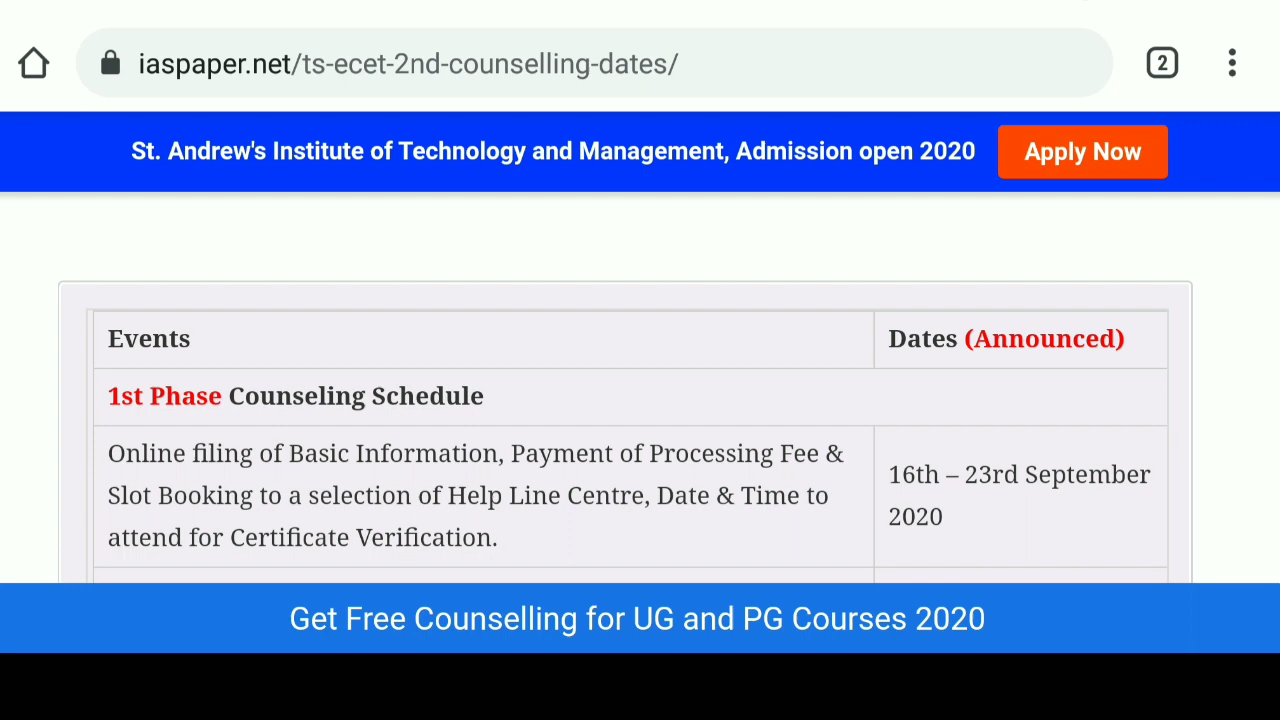 iaspaper.net/ts-ecet-2nd-counselling-dates/
2
St. Andrew's Institute of Technology and Management, Admission open 2020
Apply Now
Events
Dates (Announced)
1st Phase Counseling Schedule
Online filing of Basic Information, Payment of Processing Fee &
Slot Booking to a selection of Help Line Centre, Date & Time to
attend for Certificate Verification.
16th – 23rd September
2020
Get Free Counselling for UG and PG Courses 2020